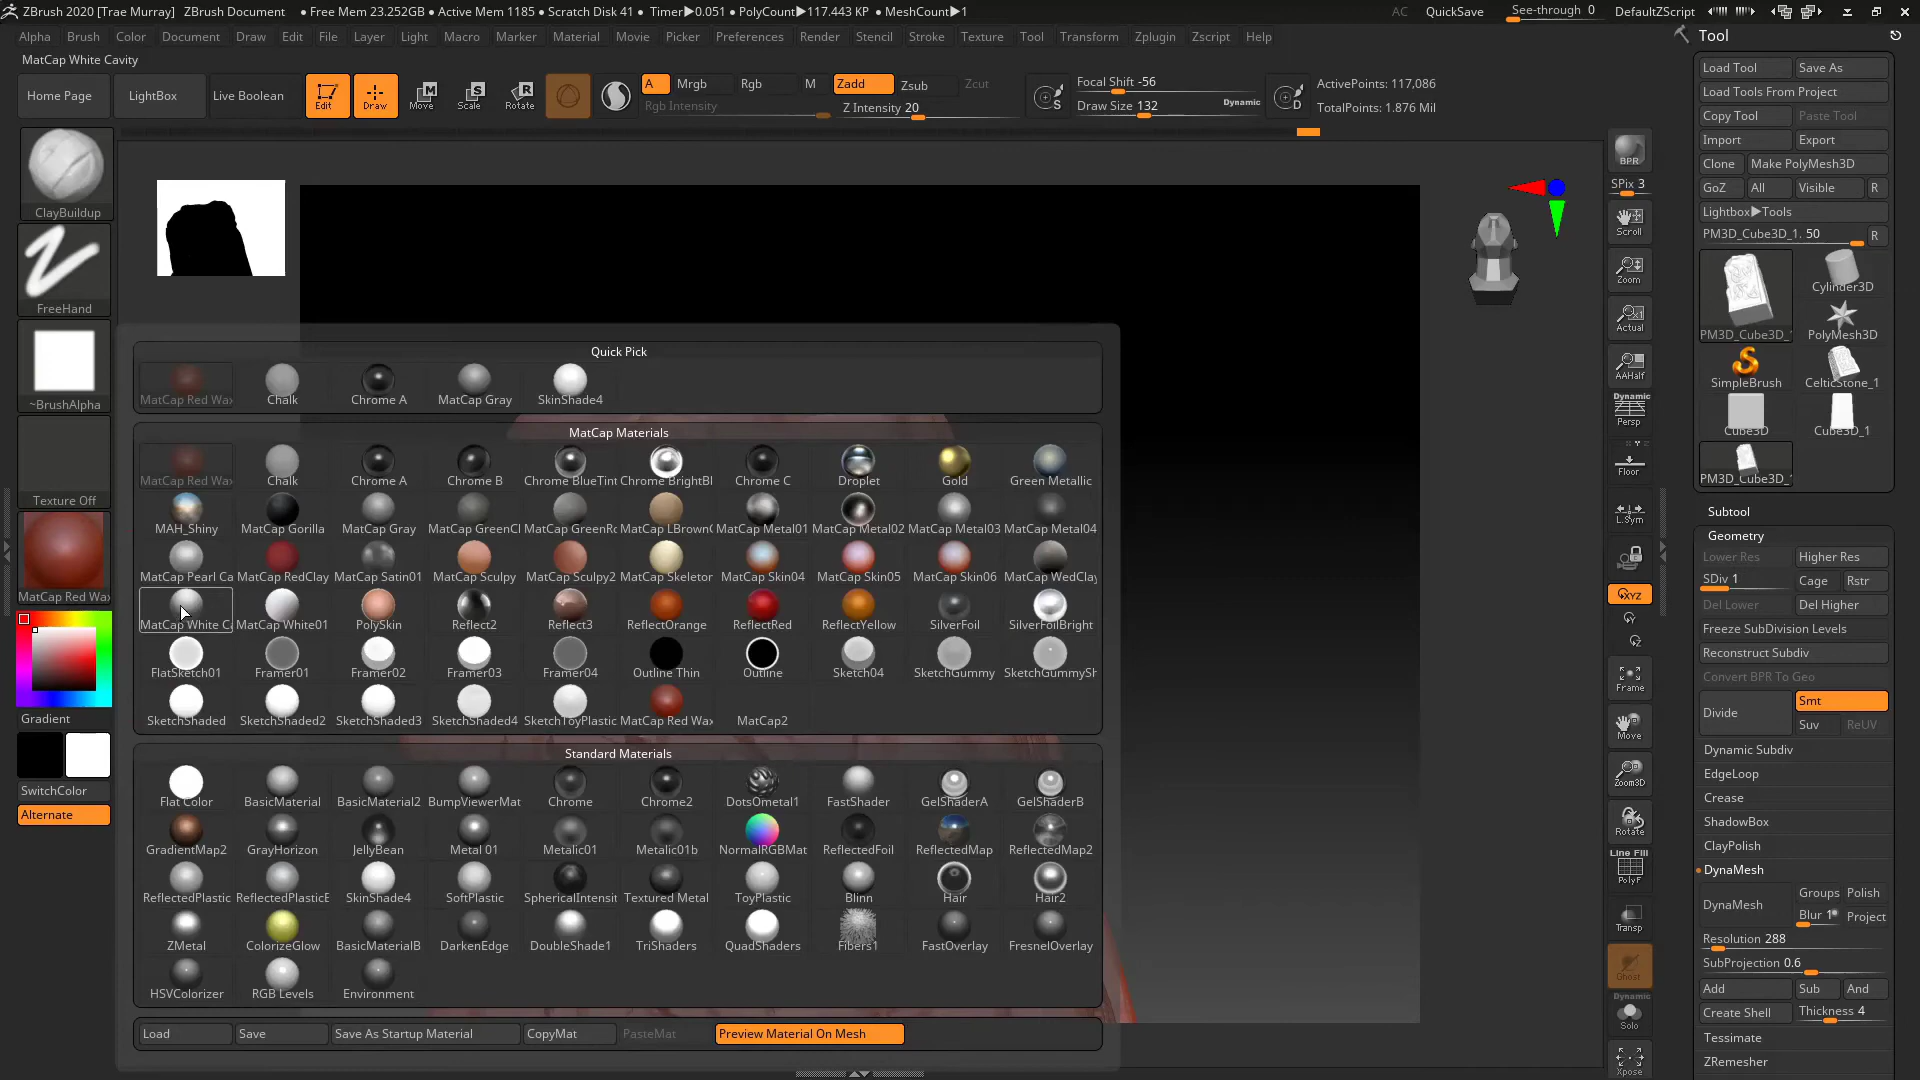 ZBrush 2020 [Trae Murray] ZBrush Document • Free Mem 23.252GB • Active Mem 1185 • Scratch Disk 41 • Timer▶0.051 • PolyCount▶117.443 KP • MeshCount▶1 AC QuickSave See-through 0 DefaultZScript
Alpha Brush Color Document Draw Edit File Layer Light Macro Marker Material Movie Picker Preferences Render Stencil Stroke Texture Tool Transform Zplugin Zscript Help
MatCap White Cavity
Home Page LightBox Live Boolean Edit Draw Move Scale Rotate
A Mrgb Rgb M Zadd Zsub Zcut
Rgb Intensity Z Intensity 20
S Focal Shift -56
Draw Size 132 Dynamic
D ActivePoints: 117,086
TotalPoints: 1.876 Mil
ClayBuildup
FreeHand
~BrushAlpha
Texture Off
MatCap Red Wax
Gradient
SwitchColor
Alternate
Quick Pick
MatCap Red Wax Chalk Chrome A MatCap Gray SkinShade4
MatCap Materials
MatCap Red Wax Chalk Chrome A Chrome B Chrome BlueTint Chrome BrightBl Chrome C Droplet Gold Green Metallic
MAH_Shiny MatCap Gorilla MatCap Gray MatCap GreenCl MatCap GreenRo MatCap LBrownC MatCap Metal01 MatCap Metal02 MatCap Metal03 MatCap Metal04
MatCap Pearl Ca MatCap RedClay MatCap Satin01 MatCap Sculpy MatCap Sculpy2 MatCap Skeletor MatCap Skin04 MatCap Skin05 MatCap Skin06 MatCap WedClay
MatCap White Ca MatCap White01 PolySkin Reflect2 Reflect3 ReflectOrange ReflectRed ReflectYellow SilverFoil SilverFoilBright
FlatSketch01 Framer01 Framer02 Framer03 Framer04 Outline Thin Outline Sketch04 SketchGummy SketchGummySh
SketchShaded SketchShaded2 SketchShaded3 SketchShaded4 SketchToyPlastic MatCap Red Wax MatCap2
Standard Materials
Flat Color BasicMaterial BasicMaterial2 BumpViewerMat Chrome Chrome2 DotsOmetal1 FastShader GelShaderA GelShaderB
GradientMap2 GrayHorizon JellyBean Metal 01 Metalic01 Metalic01b NormalRGBMat ReflectedFoil ReflectedMap ReflectedMap2
ReflectedPlastic ReflectedPlasticE SkinShade4 SoftPlastic SphericalIntensit Textured Metal ToyPlastic Blinn Hair Hair2
ZMetal ColorizeGlow BasicMaterialB DarkenEdge DoubleShade1 TriShaders QuadShaders Fibers1 FastOverlay FresnelOverlay
HSVColorizer RGB Levels Environment
Load Save Save As Startup Material CopyMat PasteMat Preview Material On Mesh
BPR
SPix 3
Scroll
Zoom
Actual
AAHalf
Dynamic
Persp
Floor
L.Sym
XYZ
Y
Z
Frame
Move
Zoom3D
Rotate
Line Fill
PolyF
Transp
Ghost
Dynamic
Solo
Xpose
Tool
Load Tool Save As
Load Tools From Project
Copy Tool Paste Tool
Import Export
Clone Make PolyMesh3D
GoZ All Visible R
Lightbox▶Tools
PM3D_Cube3D_1. 50 R
Cylinder3D
PM3D_Cube3D_ PolyMesh3D
SimpleBrush CelticStone_1
Cube3D Cube3D_1
PM3D_Cube3D_
Subtool
Geometry
Lower Res Higher Res
SDiv 1 Cage Rstr
Del Lower Del Higher
Freeze SubDivision Levels
Reconstruct Subdiv
Convert BPR To Geo
Divide Smt
Suv ReUV
Dynamic Subdiv
EdgeLoop
Crease
ShadowBox
ClayPolish
DynaMesh
DynaMesh Groups Polish
Blur 1 Project
Resolution 288
SubProjection 0.6
Add Sub And
Create Shell Thickness 4
Tessimate
ZRemesher